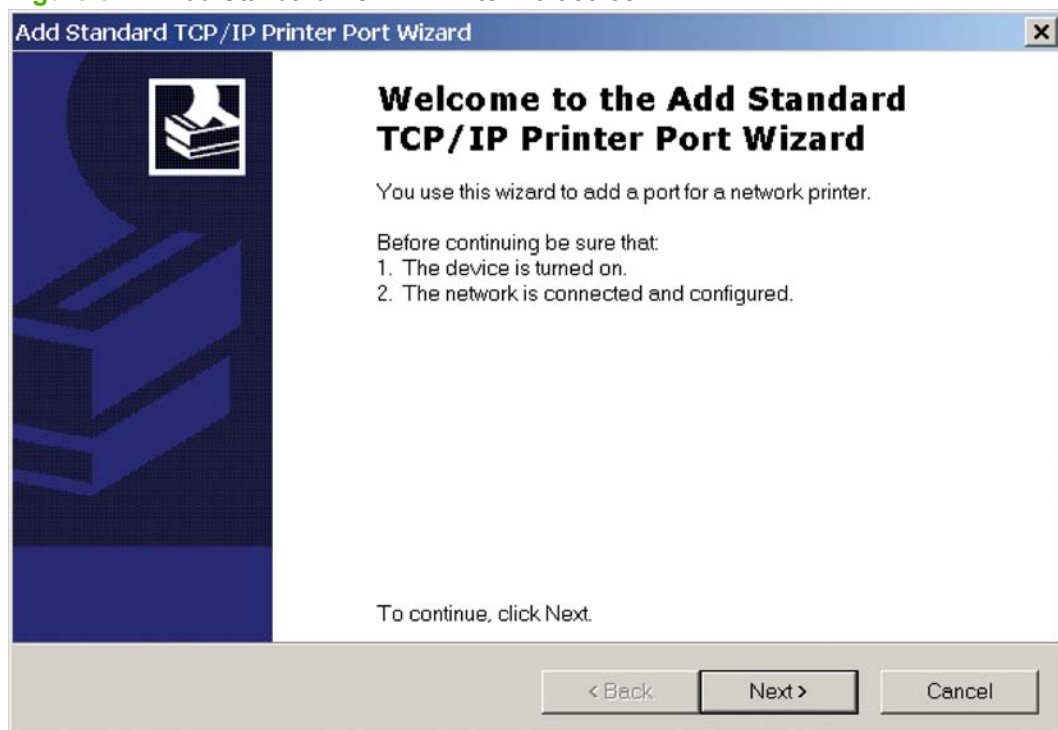 Add Standard TCP/IP Printer Port Wizard
Welcome to the Add Standard
TCP/IP Printer Port Wizard
You use this wizard to add a port for a network printer.
Before continuing be sure that:
1. The device is turned on.
2. The network is connected and configured.
To continue, click Next.
< Back
Next >
Cancel